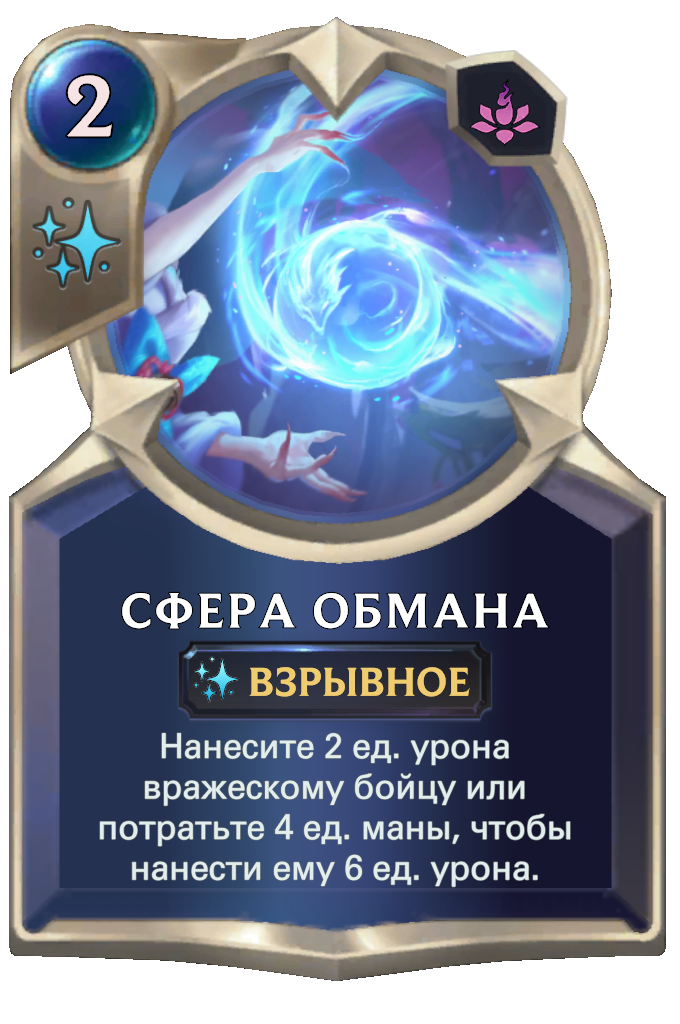 2
СФЕРА ОБМАНА
ВЗРЫВНОЕ
Нанесите 2 ед. урона
вражескому бойцу или
потратьте 4 ед. маны, чтобы
нанести ему 6 ед. урона.